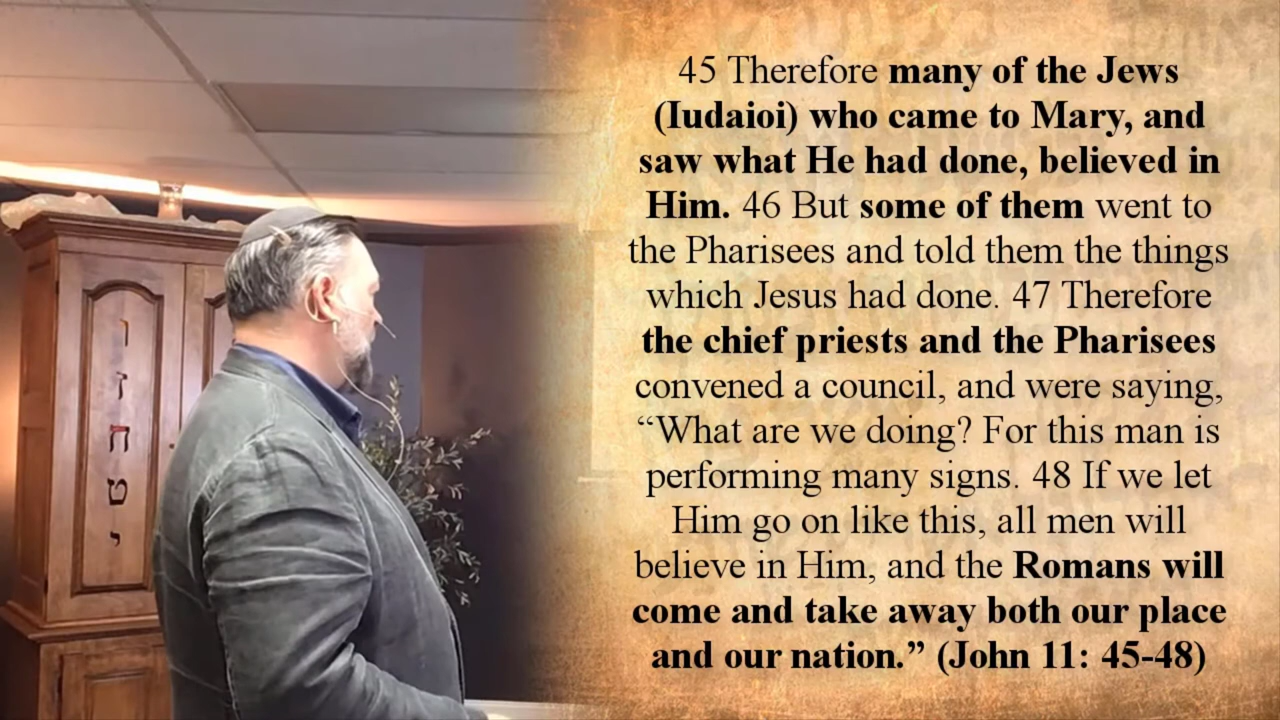 ו
ז
ח
ט
י
45 Therefore many of the Jews
(Iudaioi) who came to Mary, and
saw what He had done, believed in
Him. 46 But some of them went to
the Pharisees and told them the things
which Jesus had done. 47 Therefore
the chief priests and the Pharisees
convened a council, and were saying,
“What are we doing? For this man is
performing many signs. 48 If we let
Him go on like this, all men will
believe in Him, and the Romans will
come and take away both our place
and our nation.” (John 11: 45-48)